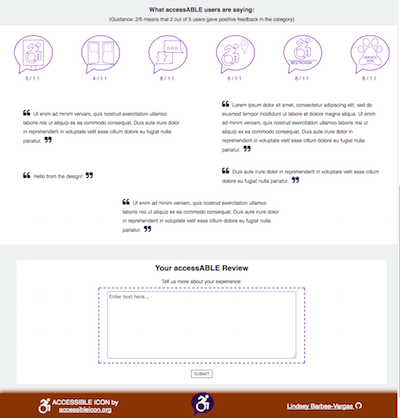 What accessABLE users are saying:
(Guidance: 2/5 means that 2 out of 5 users gave positive feedback in the category)
RESTROOM
SERVICE DOG
5 / 11 4 / 11 8 / 11 6 / 11 8 / 11 6 / 11
❝ Ut enim ad minim veniam, quis nostrud exercitation ullamco
laboris nisi ut aliquip ex ea commodo consequat. Duis aute irure dolor
in reprehenderit in voluptate velit esse cillum dolore eu fugiat nulla
pariatur. ❞
❝ Lorem ipsum dolor sit amet, consectetur adipiscing elit, sed do
eiusmod tempor incididunt ut labore et dolore magna aliqua. Ut enim
ad minim veniam, quis nostrud exercitation ullamco laboris nisi ut
aliquip ex ea commodo consequat. Duis aute irure dolor in
reprehenderit in voluptate velit esse cillum dolore eu fugiat nulla
pariatur. ❞
❝ Hello from the design! ❞
❝ Duis aute irure dolor in reprehenderit in voluptate velit esse cillum
dolore eu fugiat nulla pariatur. ❞
❝ Ut enim ad minim veniam, quis nostrud exercitation ullamco
laboris nisi ut aliquip ex ea commodo consequat. Duis aute irure dolor
in reprehenderit in voluptate velit esse cillum dolore eu fugiat nulla
pariatur. ❞
Your accessABLE Review
Tell us more about your experience:
Enter text here...
SUBMIT
ACCESSIBLE ICON by
accessibleicon.org
Lindsey Barbee-Vargas